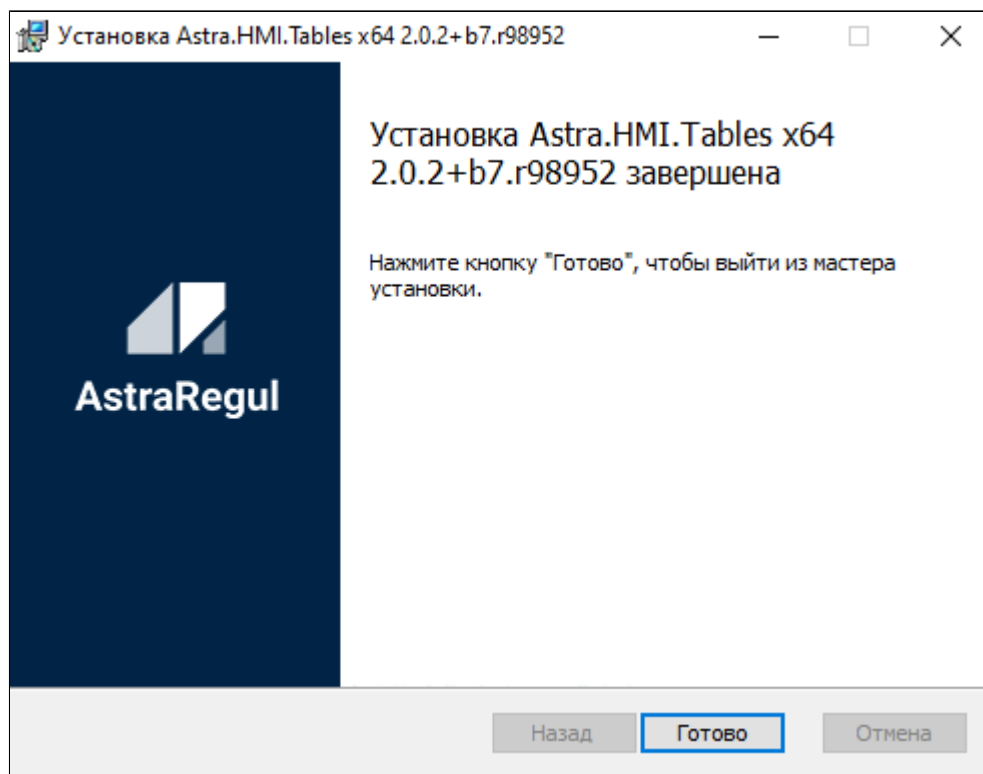 Установка Astra.HMI.Tables x64 2.0.2+b7.r98952
Установка Astra.HMI.Tables x64
2.0.2+b7.r98952 завершена
Нажмите кнопку "Готово", чтобы выйти из мастера
установки.
AstraRegul
Назад
Готово
Отмена